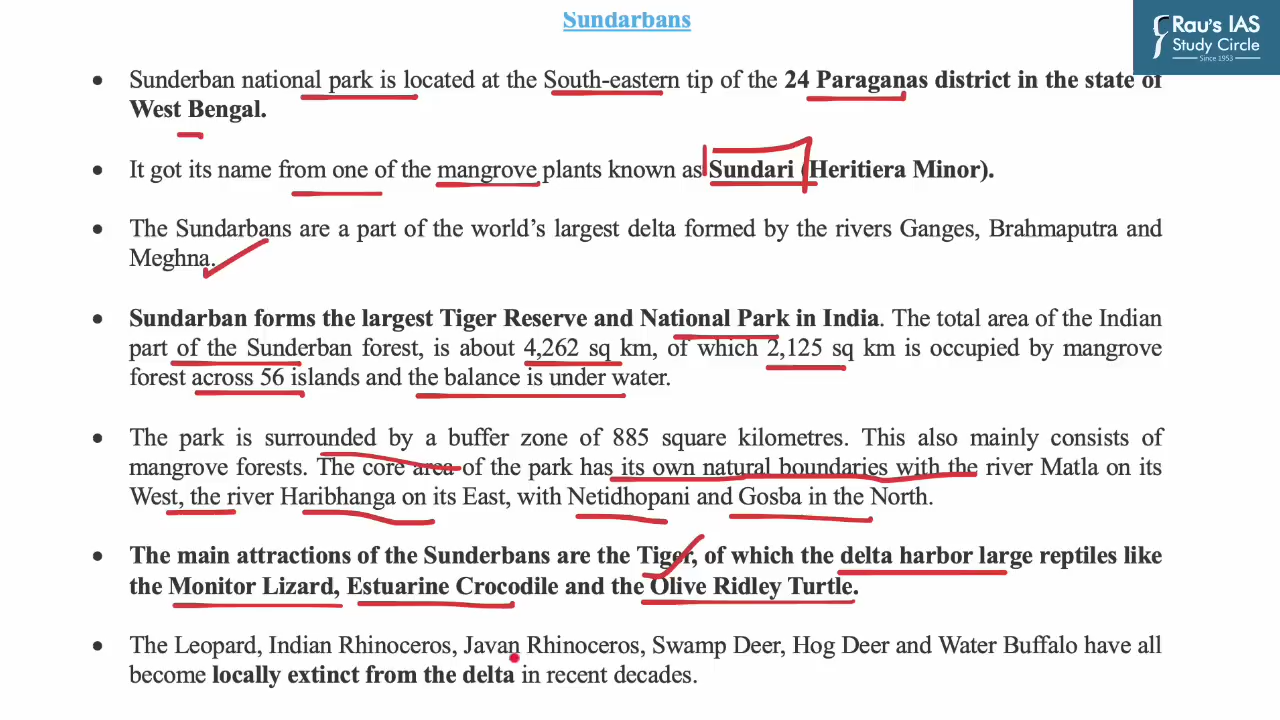 Sundarbans
Rau's IAS
Study Circle
Since 1953
• Sunderban national park is located at the South-eastern tip of the 24 Paraganas district in the state of
West Bengal.
• It got its name from one of the mangrove plants known as Sundari (Heritiera Minor).
• The Sundarbans are a part of the world's largest delta formed by the rivers Ganges, Brahmaputra and
Meghna.
• Sundarban forms the largest Tiger Reserve and National Park in India. The total area of the Indian
part of the Sunderban forest, is about 4,262 sq km, of which 2,125 sq km is occupied by mangrove
forest across 56 islands and the balance is under water.
• The park is surrounded by a buffer zone of 885 square kilometres. This also mainly consists of
mangrove forests. The core area of the park has its own natural boundaries with the river Matla on its
West, the river Haribhanga on its East, with Netidhopani and Gosba in the North.
• The main attractions of the Sunderbans are the Tiger, of which the delta harbor large reptiles like
the Monitor Lizard, Estuarine Crocodile and the Olive Ridley Turtle.
• The Leopard, Indian Rhinoceros, Javan Rhinoceros, Swamp Deer, Hog Deer and Water Buffalo have all
become locally extinct from the delta in recent decades.